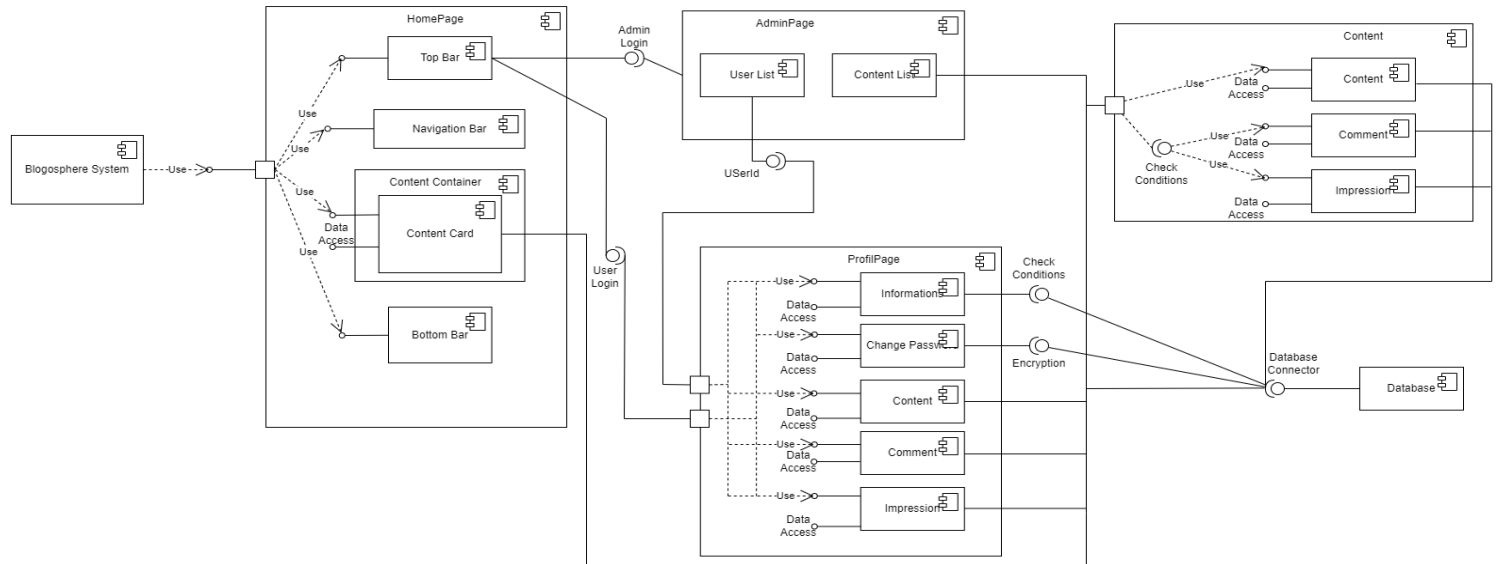 Blogosphere System
Use
HomePage
Top Bar
Use
Navigation Bar
Use
Content Container
Use
Data
Access
Content Card
Use
Bottom Bar
Admin
Login
User
Login
AdminPage
User List
Content List
USerId
ProfilPage
Use
Informations
Data
Access
Use
Change Password
Data
Access
Use
Content
Data
Access
Use
Comment
Data
Access
Use
Impression
Data
Access
Check
Conditions
Encryption
Content
Use
Content
Data
Access
Use
Comment
Data
Access
Check
Conditions
Use
Impression
Data
Access
Database
Connector
Database